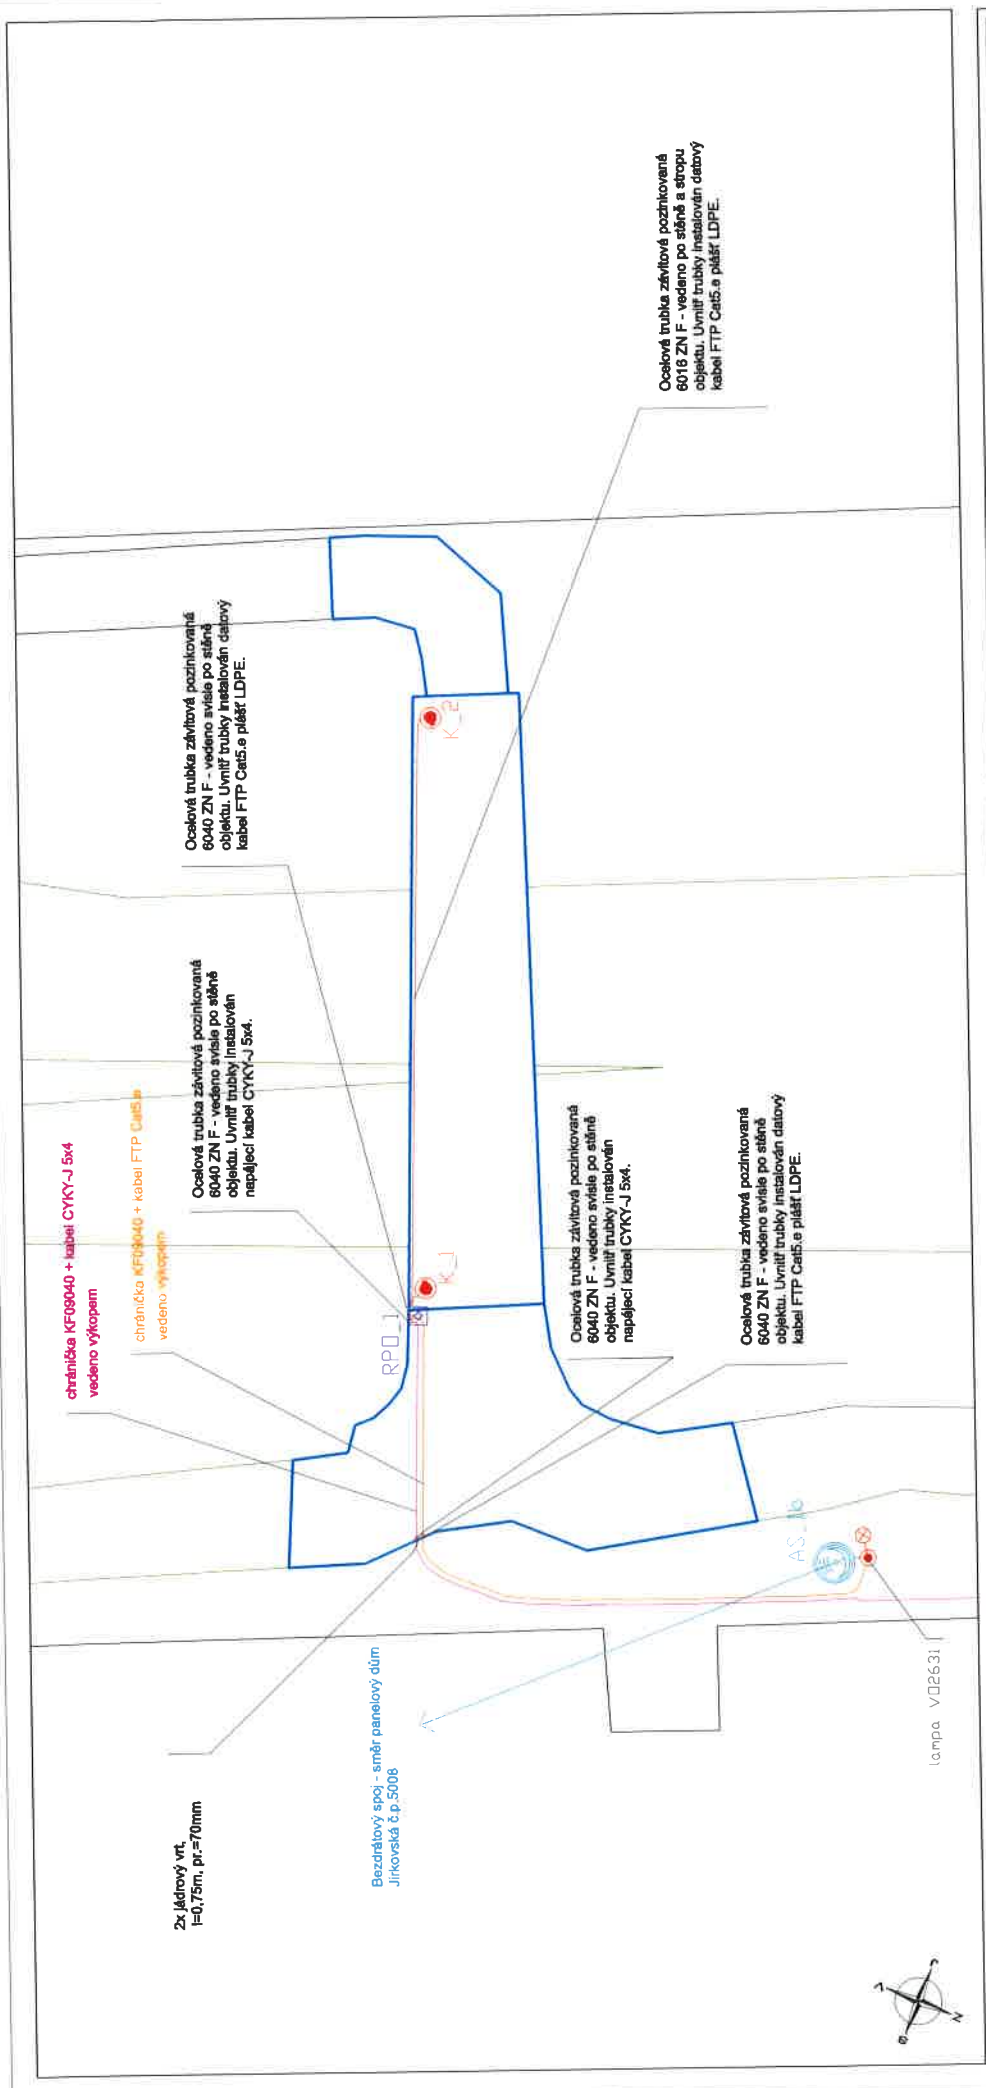 2x jádrový vrt,
l=0,75m, pr.=70mm
chránička KF09040 + kabel CYKY-J 5x4
vedeno výkopem
chránička KF09040 + kabel FTP Cat5.e
vedeno výkopem
Ocelová trubka závitová pozinkovaná
6040 ZN F - vedeno svisle po stěně
objektu. Uvnitř trubky instalován
napájecí kabel CYKY-J 5x4.
Ocelová trubka závitová pozinkovaná
6040 ZN F - vedeno svisle po stěně
objektu. Uvnitř trubky instalován datový
kabel FTP Cat5.e plášť LDPE.
Ocelová trubka závitová pozinkovaná
6016 ZN F - vedeno po stěně a stropu
objektu. Uvnitř trubky instalován datový
kabel FTP Cat5.e plášť LDPE.
RPD_1
K_1
K_2
Bezdrátový spoj - směr panelový dům
Jirkovská č.p.5008
Ocelová trubka závitová pozinkovaná
6040 ZN F - vedeno svisle po stěně
objektu. Uvnitř trubky instalován
napájecí kabel CYKY-J 5x4.
Ocelová trubka závitová pozinkovaná
6040 ZN F - vedeno svisle po stěně
objektu. Uvnitř trubky instalován datový
kabel FTP Cat5.e plášť LDPE.
lampa VO2631